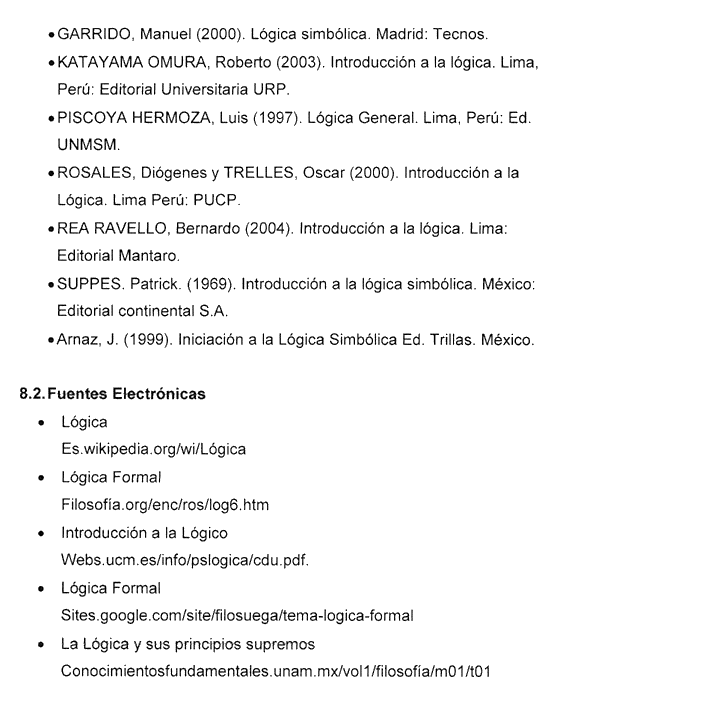 •GARRIDO, Manuel (2000). Lógica simbólica. Madrid: Tecnos.
•KATAYAMA OMURA, Roberto (2003). Introducción a la lógica. Lima,
Perú: Editorial Universitaria URP.
•PISCOYA HERMOZA, Luis (1997). Lógica General. Lima, Perú: Ed.
UNMSM.
•ROSALES, Diógenes y TRELLES, Oscar (2000). Introducción a la
Lógica. Lima Perú: PUCP.
•REA RAVELLO, Bernardo (2004). Introducción a la lógica. Lima:
Editorial Mantaro.
•SUPPES. Patrick. (1969). Introducción a la lógica simbólica. México:
Editorial continental S.A.
•Arnaz, J. (1999). Iniciación a la Lógica Simbólica Ed. Trillas. México.
8.2.Fuentes Electrónicas
• Lógica
Es.wikipedia.org/wi/Lógica
• Lógica Formal
Filosofía.org/enc/ros/log6.htm
• Introducción a la Lógico
Webs.ucm.es/info/pslogica/cdu.pdf.
• Lógica Formal
Sites.google.com/site/filosuega/tema-logica-formal
• La Lógica y sus principios supremos
Conocimientosfundamentales.unam.mx/vol1/filosofía/m01/t01